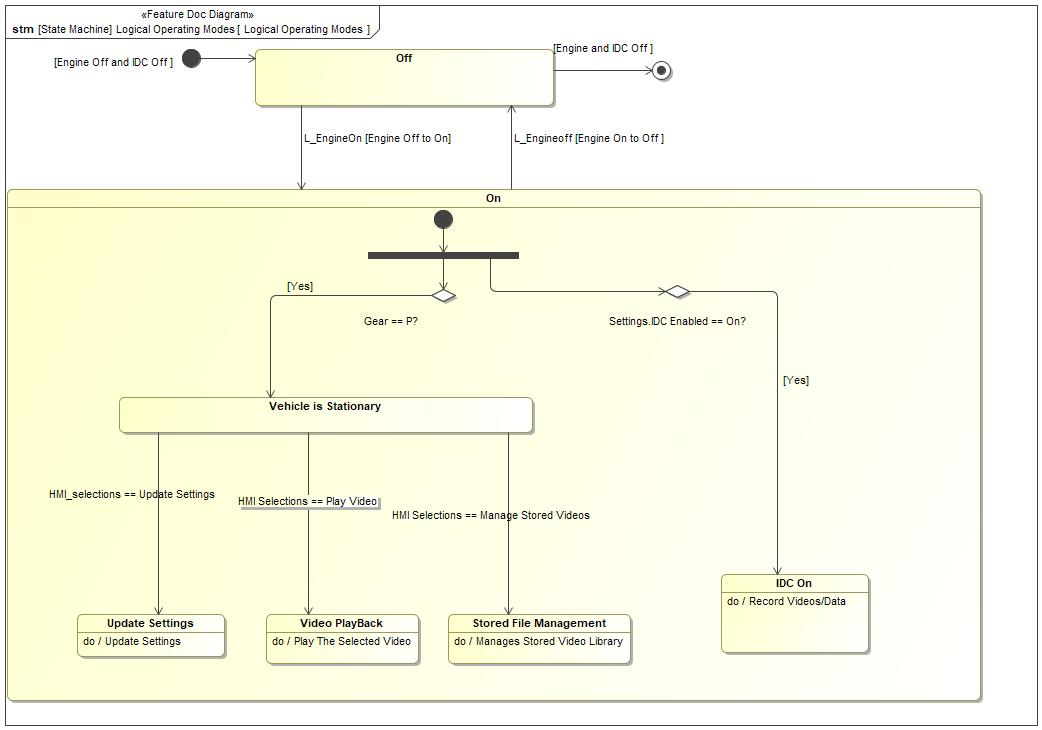 «Feature Doc Diagram»
stm [State Machine] Logical Operating Modes [ Logical Operating Modes ]
[Engine Off and IDC Off ]
Off
[Engine and IDC Off ]
L_EngineOn [Engine Off to On]
L_Engineoff [Engine On to Off ]
On
[Yes]
Gear == P?
Settings.IDC Enabled == On?
[Yes]
Vehicle is Stationary
HMI_selections == Update Settings
HMI Selections == Play Video
HMI Selections == Manage Stored Videos
IDC On
do / Record Videos/Data
Update Settings
do / Update Settings
Video PlayBack
do / Play The Selected Video
Stored File Management
do / Manages Stored Video Library